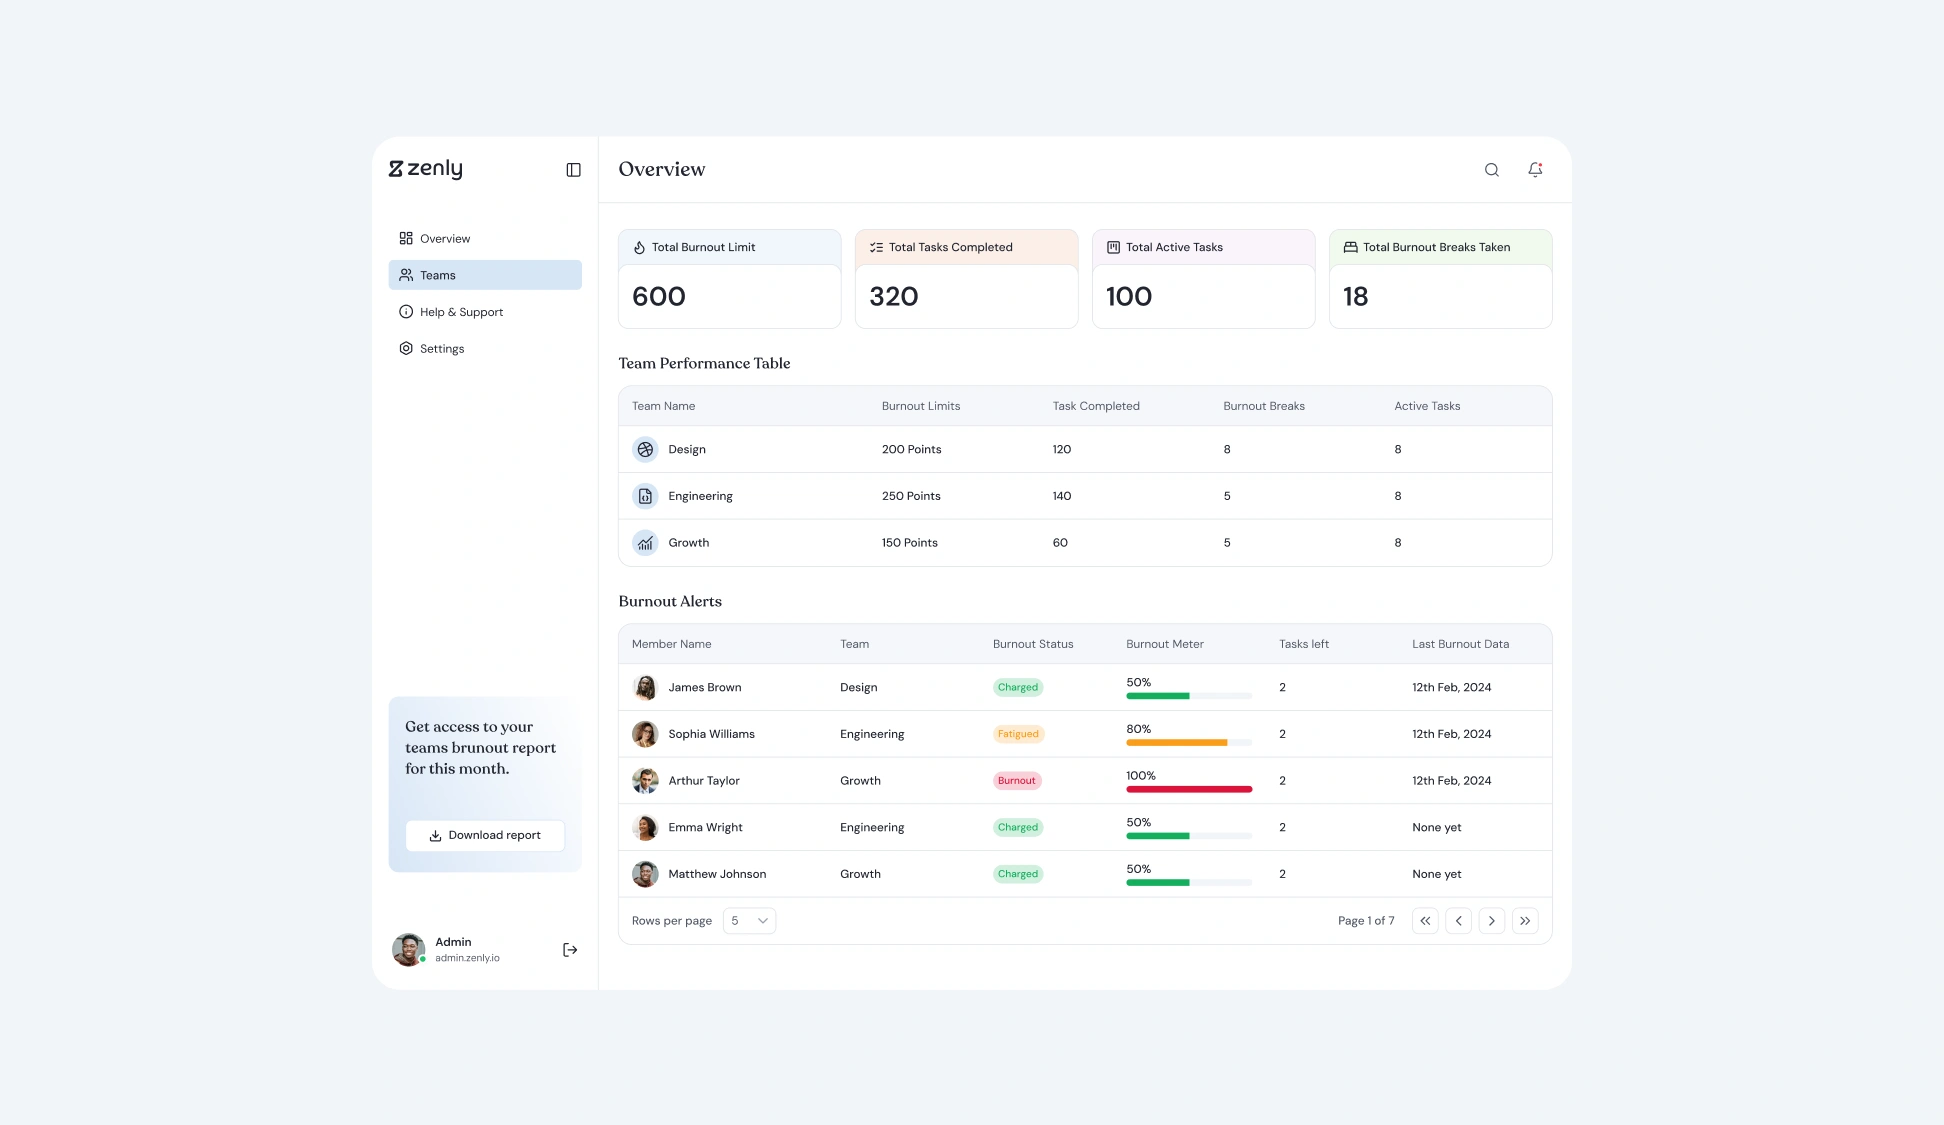 zenly
Overview
Overview
Teams
Help & Support
Settings
Get access to your
teams brunout report
for this month.
Download report
Admin
admin.zenly.io
Total Burnout Limit
600
Total Tasks Completed
320
Total Active Tasks
100
Total Burnout Breaks Taken
18
Team Performance Table
Team Name Burnout Limits Task Completed Burnout Breaks Active Tasks
Design 200 Points 120 8 8
Engineering 250 Points 140 5 8
Growth 150 Points 60 5 8
Burnout Alerts
Member Name Team Burnout Status Burnout Meter Tasks left Last Burnout Data
James Brown Design Charged 50% 2 12th Feb, 2024
Sophia Williams Engineering Fatigued 80% 2 12th Feb, 2024
Arthur Taylor Growth Burnout 100% 2 12th Feb, 2024
Emma Wright Engineering Charged 50% 2 None yet
Matthew Johnson Growth Charged 50% 2 None yet
Rows per page 5 Page 1 of 7